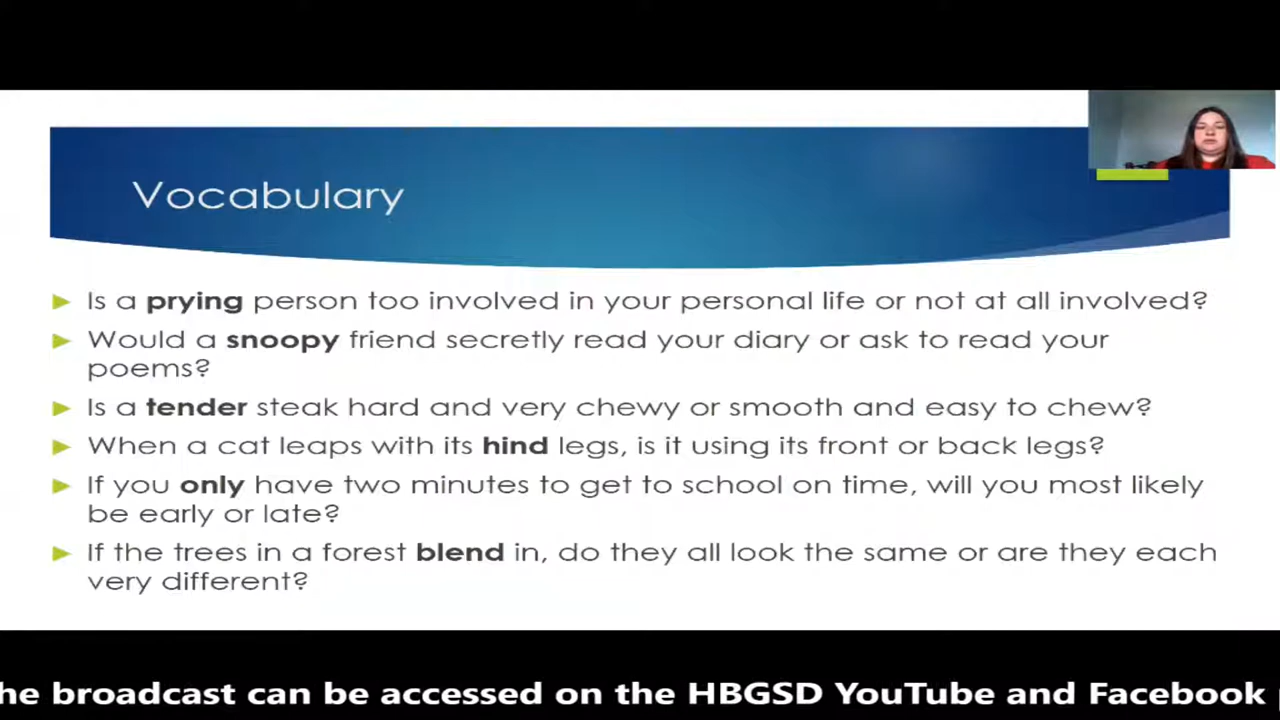 Vocabulary
Is a prying person too involved in your personal life or not at all involved?
Would a snoopy friend secretly read your diary or ask to read your
poems?
Is a tender steak hard and very chewy or smooth and easy to chew?
When a cat leaps with its hind legs, is it using its front or back legs?
If you only have two minutes to get to school on time, will you most likely
be early or late?
If the trees in a forest blend in, do they all look the same or are they each
very different?
he broadcast can be accessed on the HBGSD YouTube and Facebook